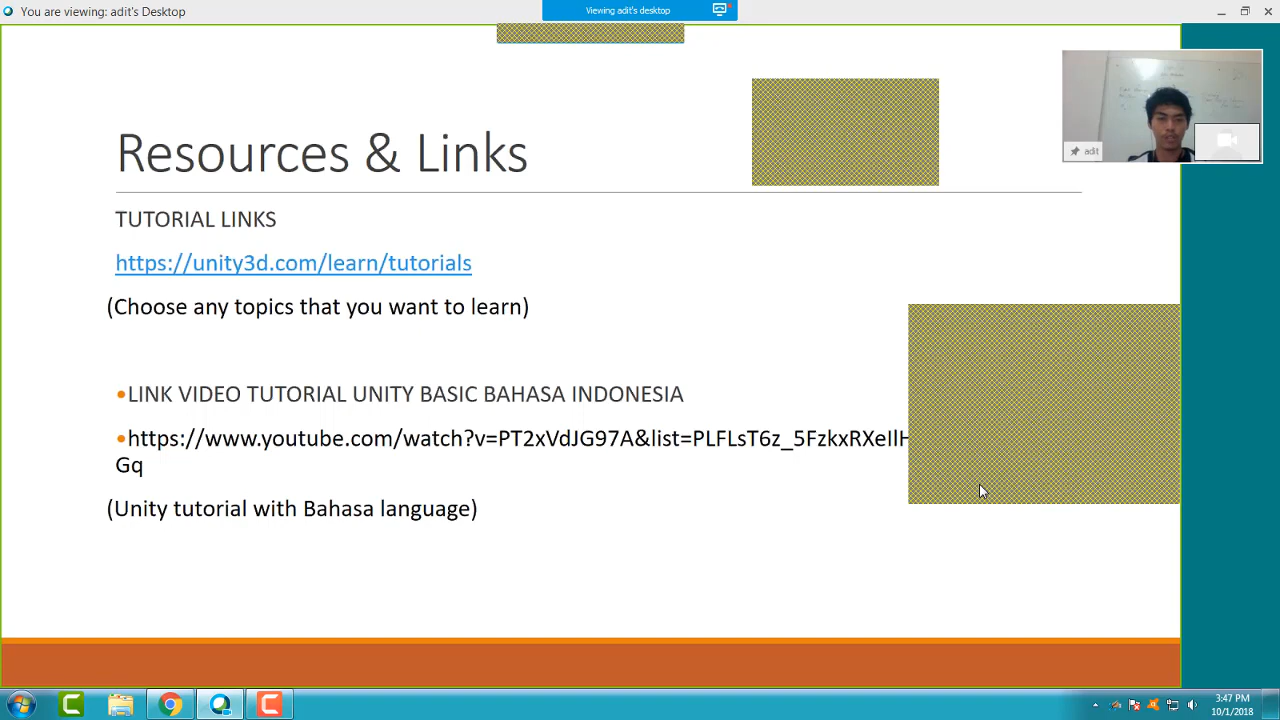 You are viewing: adit's Desktop
Viewing adit's desktop
adit
Resources & Links
TUTORIAL LINKS
https://unity3d.com/learn/tutorials
(Choose any topics that you want to learn)
•LINK VIDEO TUTORIAL UNITY BASIC BAHASA INDONESIA
•https://www.youtube.com/watch?v=PT2xVdJG97A&list=PLFLsT6z_5FzkxRXeIlH
Gq
(Unity tutorial with Bahasa language)
3:47 PM
10/1/2018